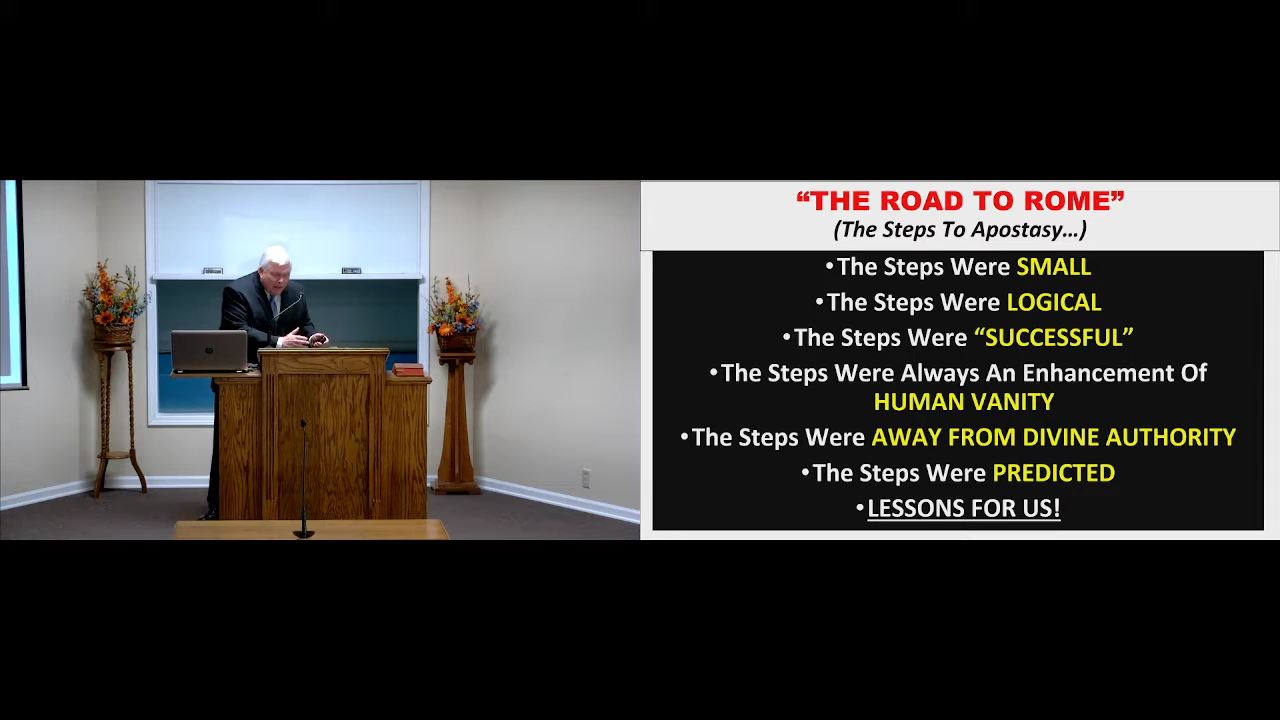 “THE ROAD TO ROME”
(The Steps To Apostasy…)
•The Steps Were SMALL
•The Steps Were LOGICAL
•The Steps Were “SUCCESSFUL”
•The Steps Were Always An Enhancement Of
HUMAN VANITY
•The Steps Were AWAY FROM DIVINE AUTHORITY
•The Steps Were PREDICTED
•LESSONS FOR US!